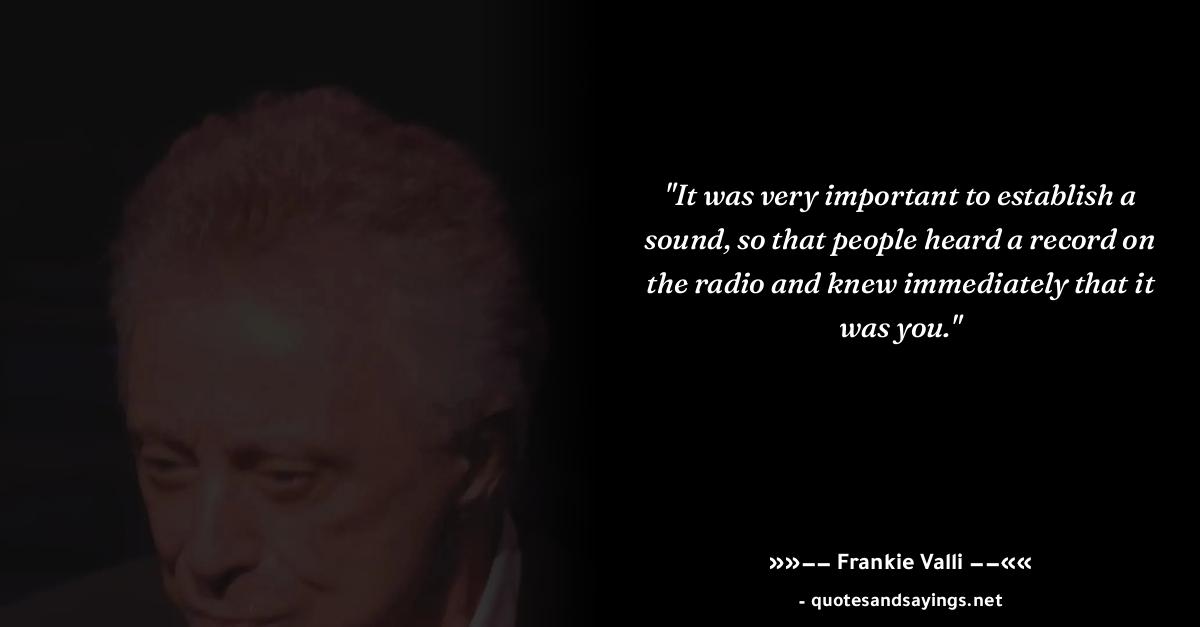 "It was very important to establish a
sound, so that people heard a record on
the radio and knew immediately that it
was you."
»»–– Frankie Valli ––««
- quotesandsayings.net